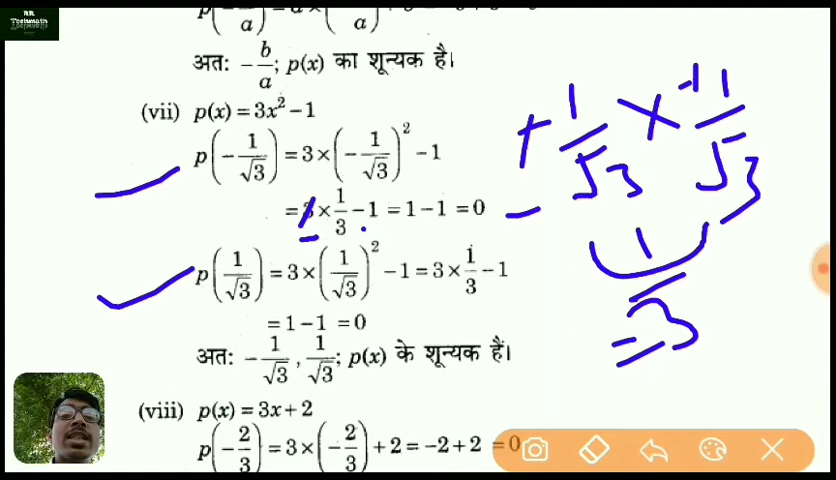 Teshmath
p(-b/a) = a × (
अतः -b/a; p(x) का शून्यक है।
(vii) p(x) = 3x² - 1
p(-1/√3) = 3 × (-1/√3)² - 1
= 3 × 1/3 - 1 = 1 - 1 = 0
p(1/√3) = 3 × (1/√3)² - 1 = 3 × 1/3 - 1
= 1 - 1 = 0
अतः -1/√3, 1/√3; p(x) के शून्यक हैं।
(viii) p(x) = 3x + 2
p(-2/3) = 3 × (-2/3) + 2 = -2 + 2 = 0
1/√3 × -1/√3
1/3